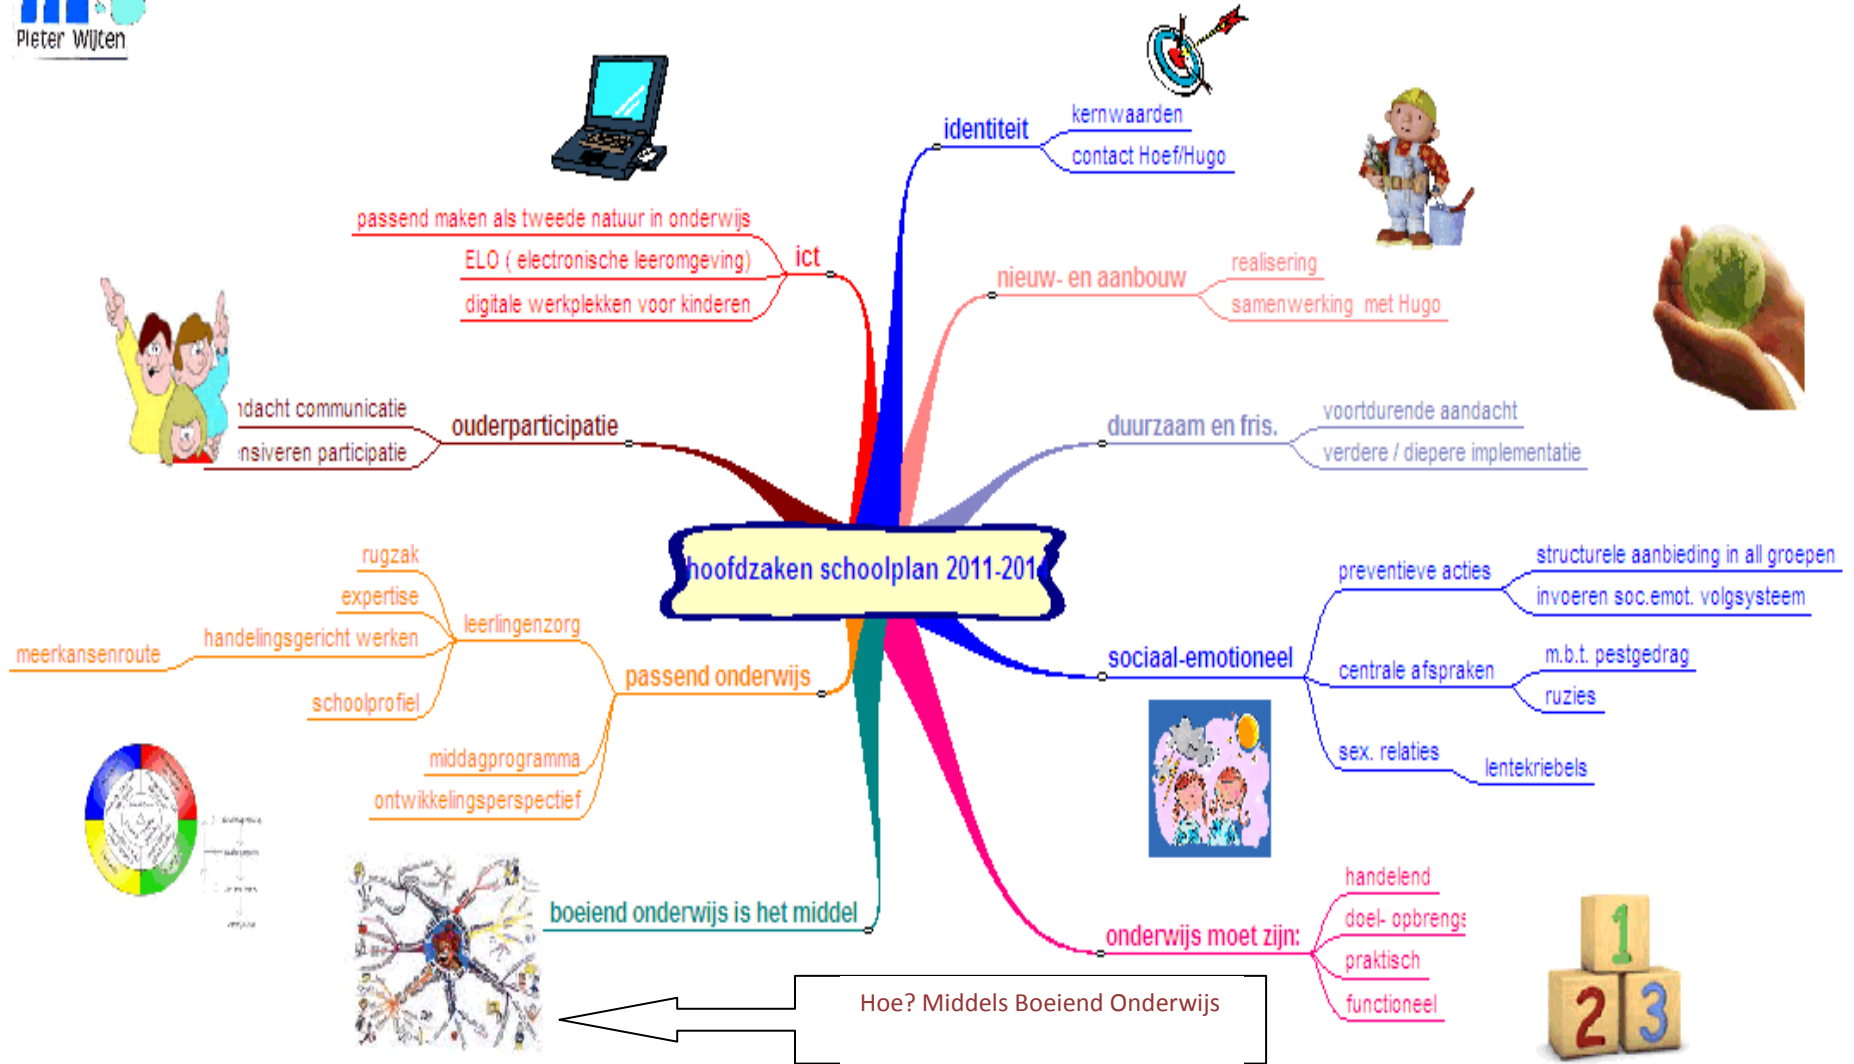 Pieter Wijten
identiteit
kernwaarden
contact Hoef/Hugo
passend maken als tweede natuur in onderwijs
ELO ( electronische leeromgeving)
digitale werkplekken voor kinderen
ict
nieuw- en aanbouw
realisering
samenwerking met Hugo
ndacht communicatie
nsiveren participatie
ouderparticipatie
duurzaam en fris.
voortdurende aandacht
verdere / diepere implementatie
hoofdzaken schoolplan 2011-201
rugzak
expertise
handelingsgericht werken
meerkansenroute
schoolprofiel
leerlingenzorg
passend onderwijs
middagprogramma
ontwikkelingsperspectief
sociaal-emotioneel
preventieve acties
structurele aanbieding in all groepen
invoeren soc.emot. volgsysteem
centrale afspraken
m.b.t. pestgedrag
ruzies
sex. relaties
lentekriebels
boeiend onderwijs is het middel
onderwijs moet zijn:
handelend
doel- opbrengs
praktisch
functioneel
Hoe? Middels Boeiend Onderwijs
1
2 3